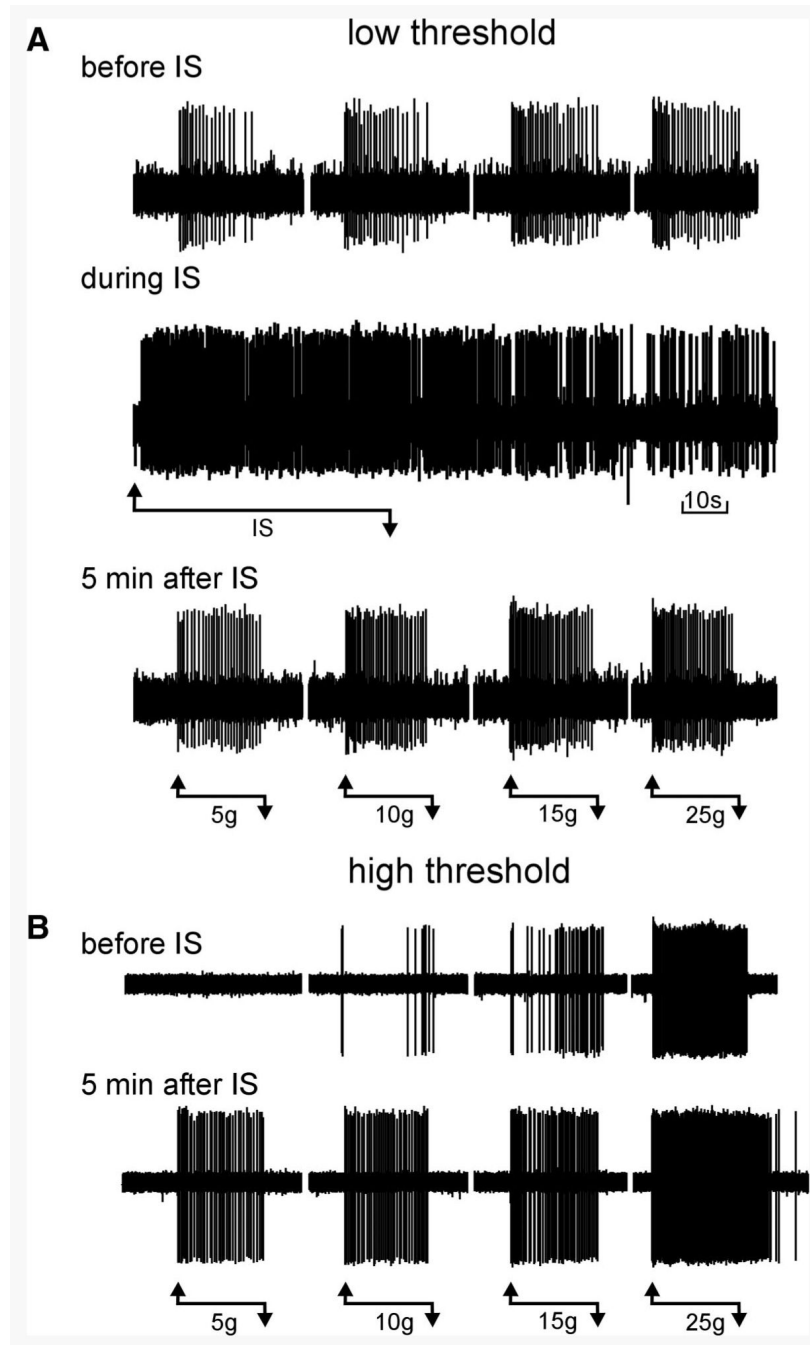 A
low threshold
before IS
during IS
10s
IS
5 min after IS
5g 10g 15g 25g
high threshold
B
before IS
5 min after IS
5g 10g 15g 25g